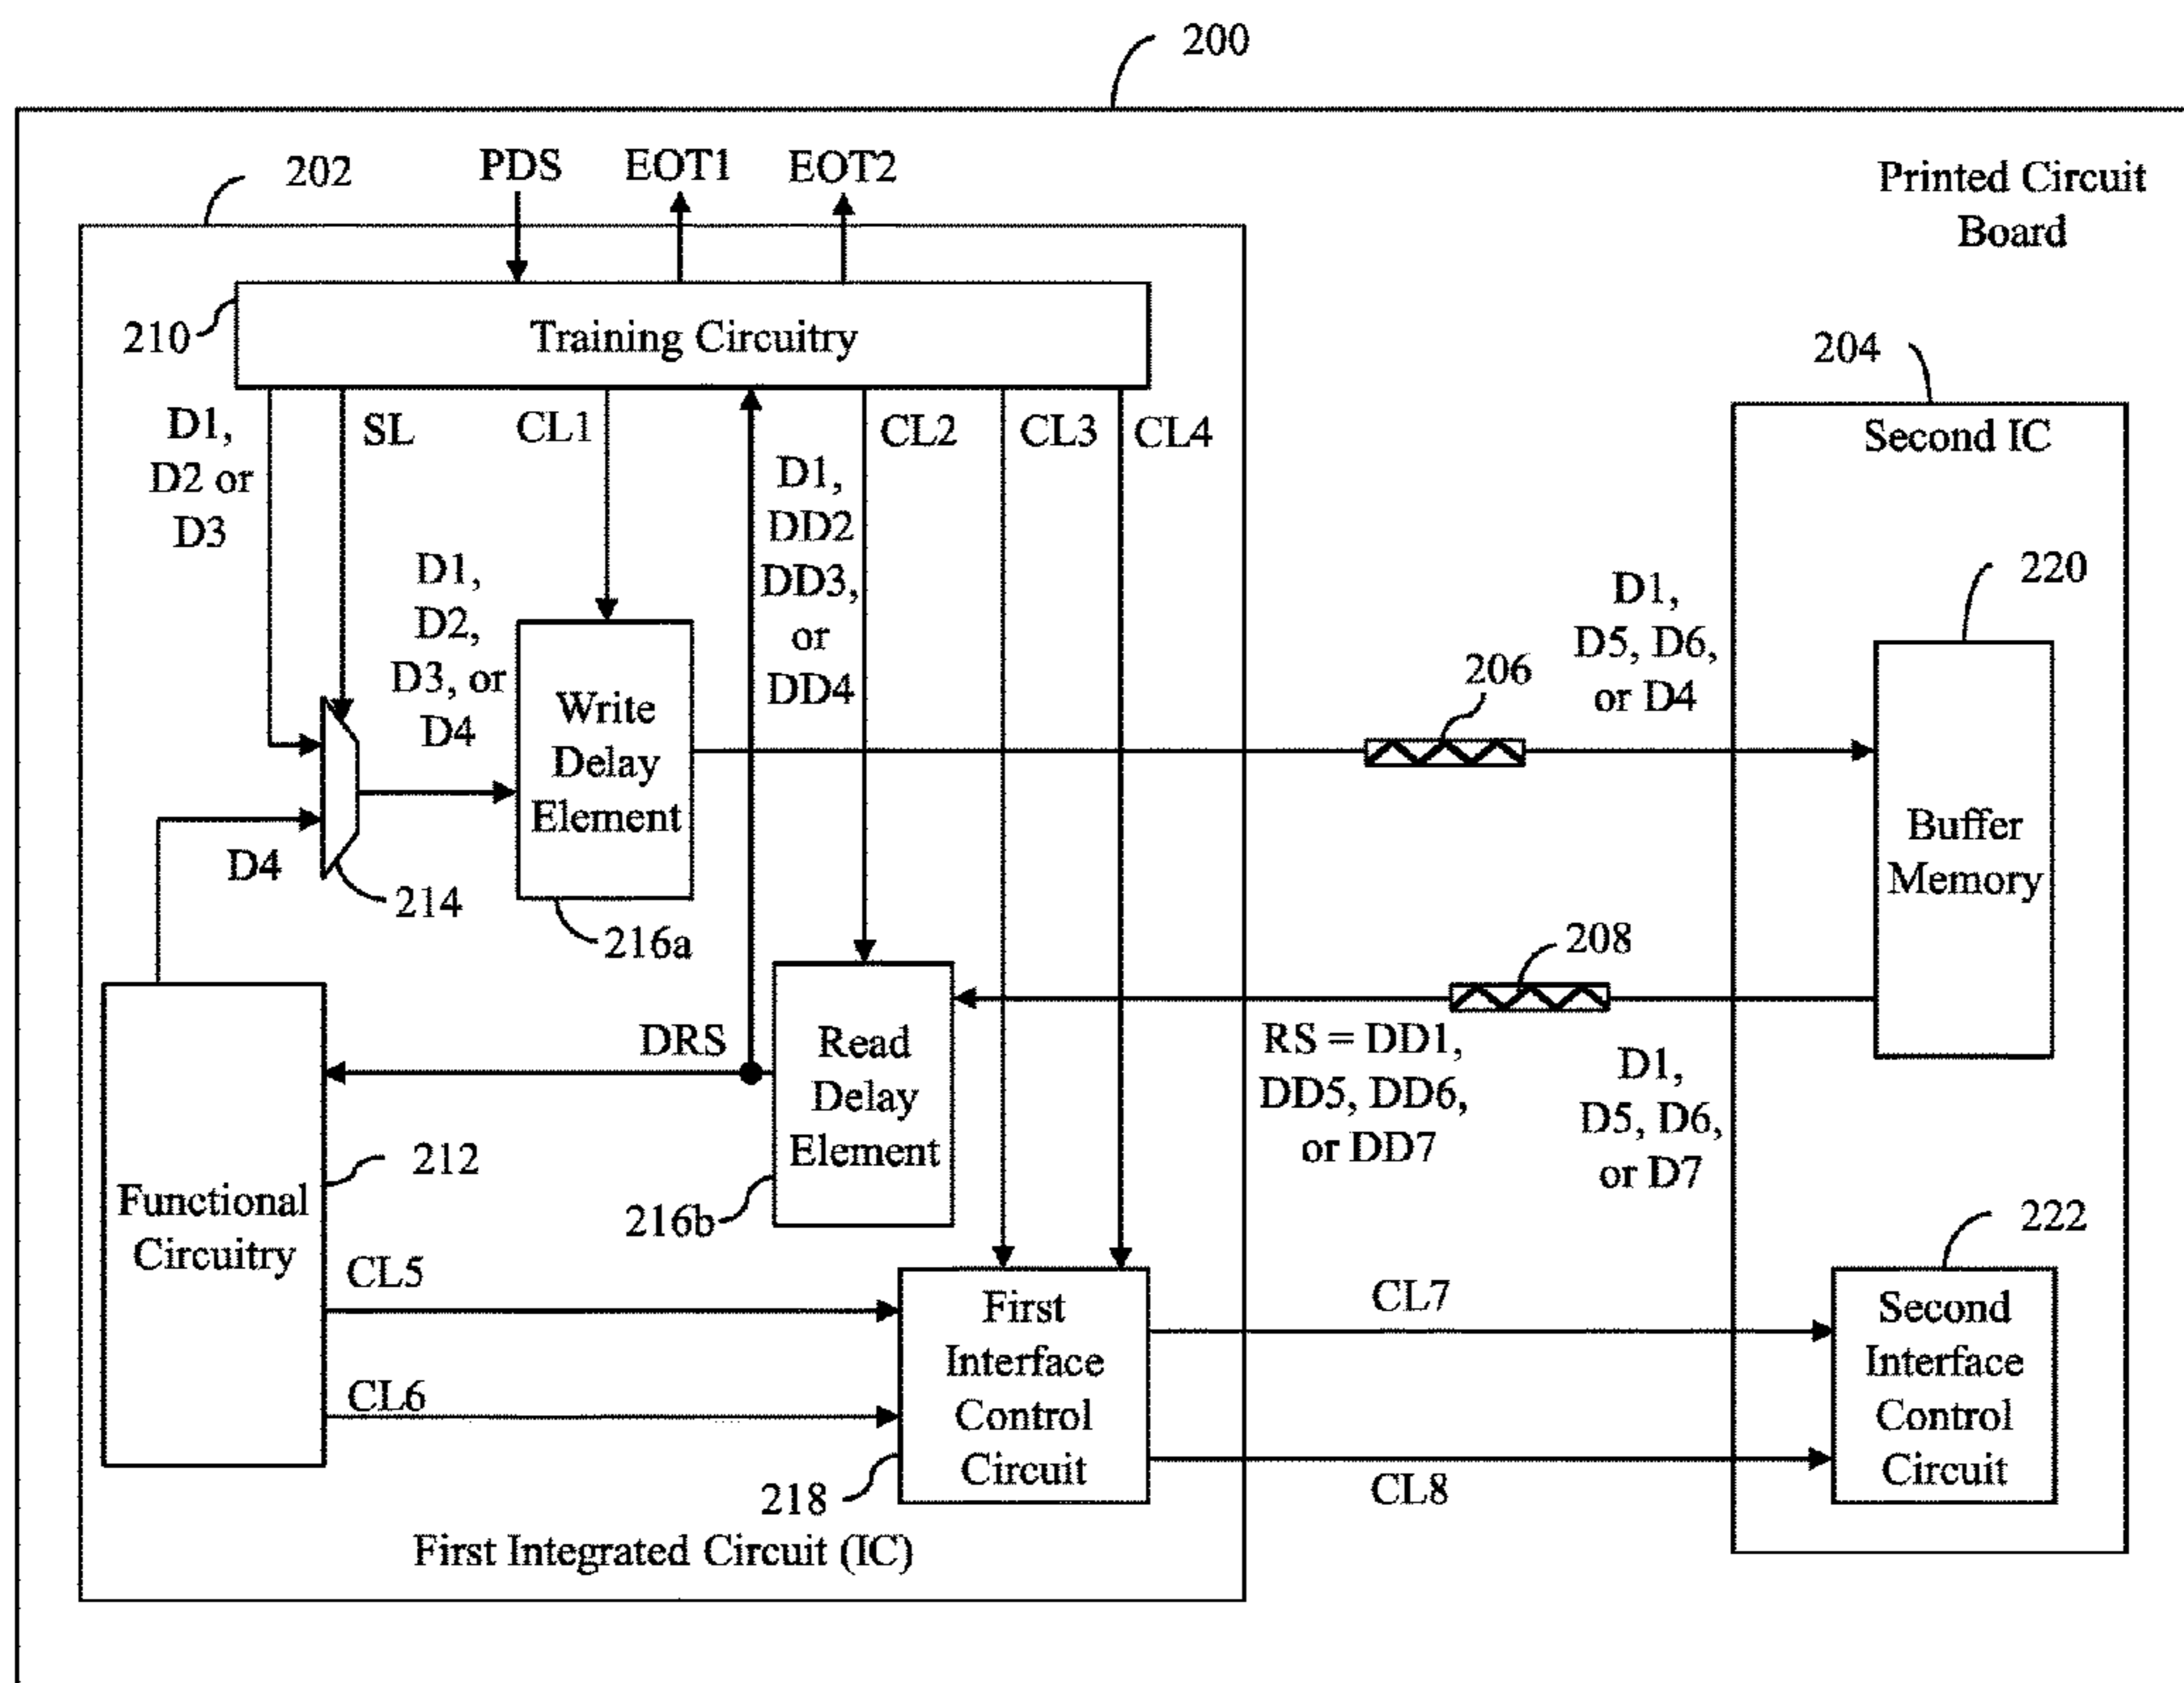 200
Printed Circuit
Board
202
PDS
EOT1
EOT2
210
Training Circuitry
D1,
D2 or
D3
SL
CL1
CL2
CL3
CL4
D1,
DD2
DD3,
or
DD4
D1,
D2,
D3, or
D4
Write
Delay
Element
216a
D4
214
206
D1,
D5, D6,
or D4
204
Second IC
220
Buffer
Memory
208
RS = DD1,
DD5, DD6,
or DD7
D1,
D5, D6,
or D7
DRS
Read
Delay
Element
216b
212
Functional
Circuitry
CL5
CL6
First
Interface
Control
Circuit
218
CL7
CL8
222
Second
Interface
Control
Circuit
First Integrated Circuit (IC)